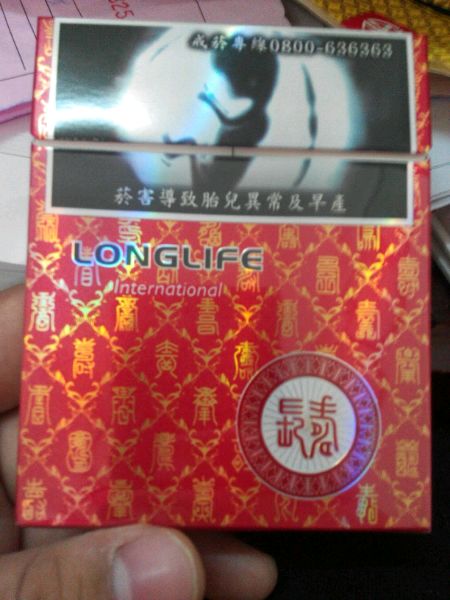 戒菸專線0800-636363
菸害導致胎兒異常及早產
LONGLIFE
International
長壽